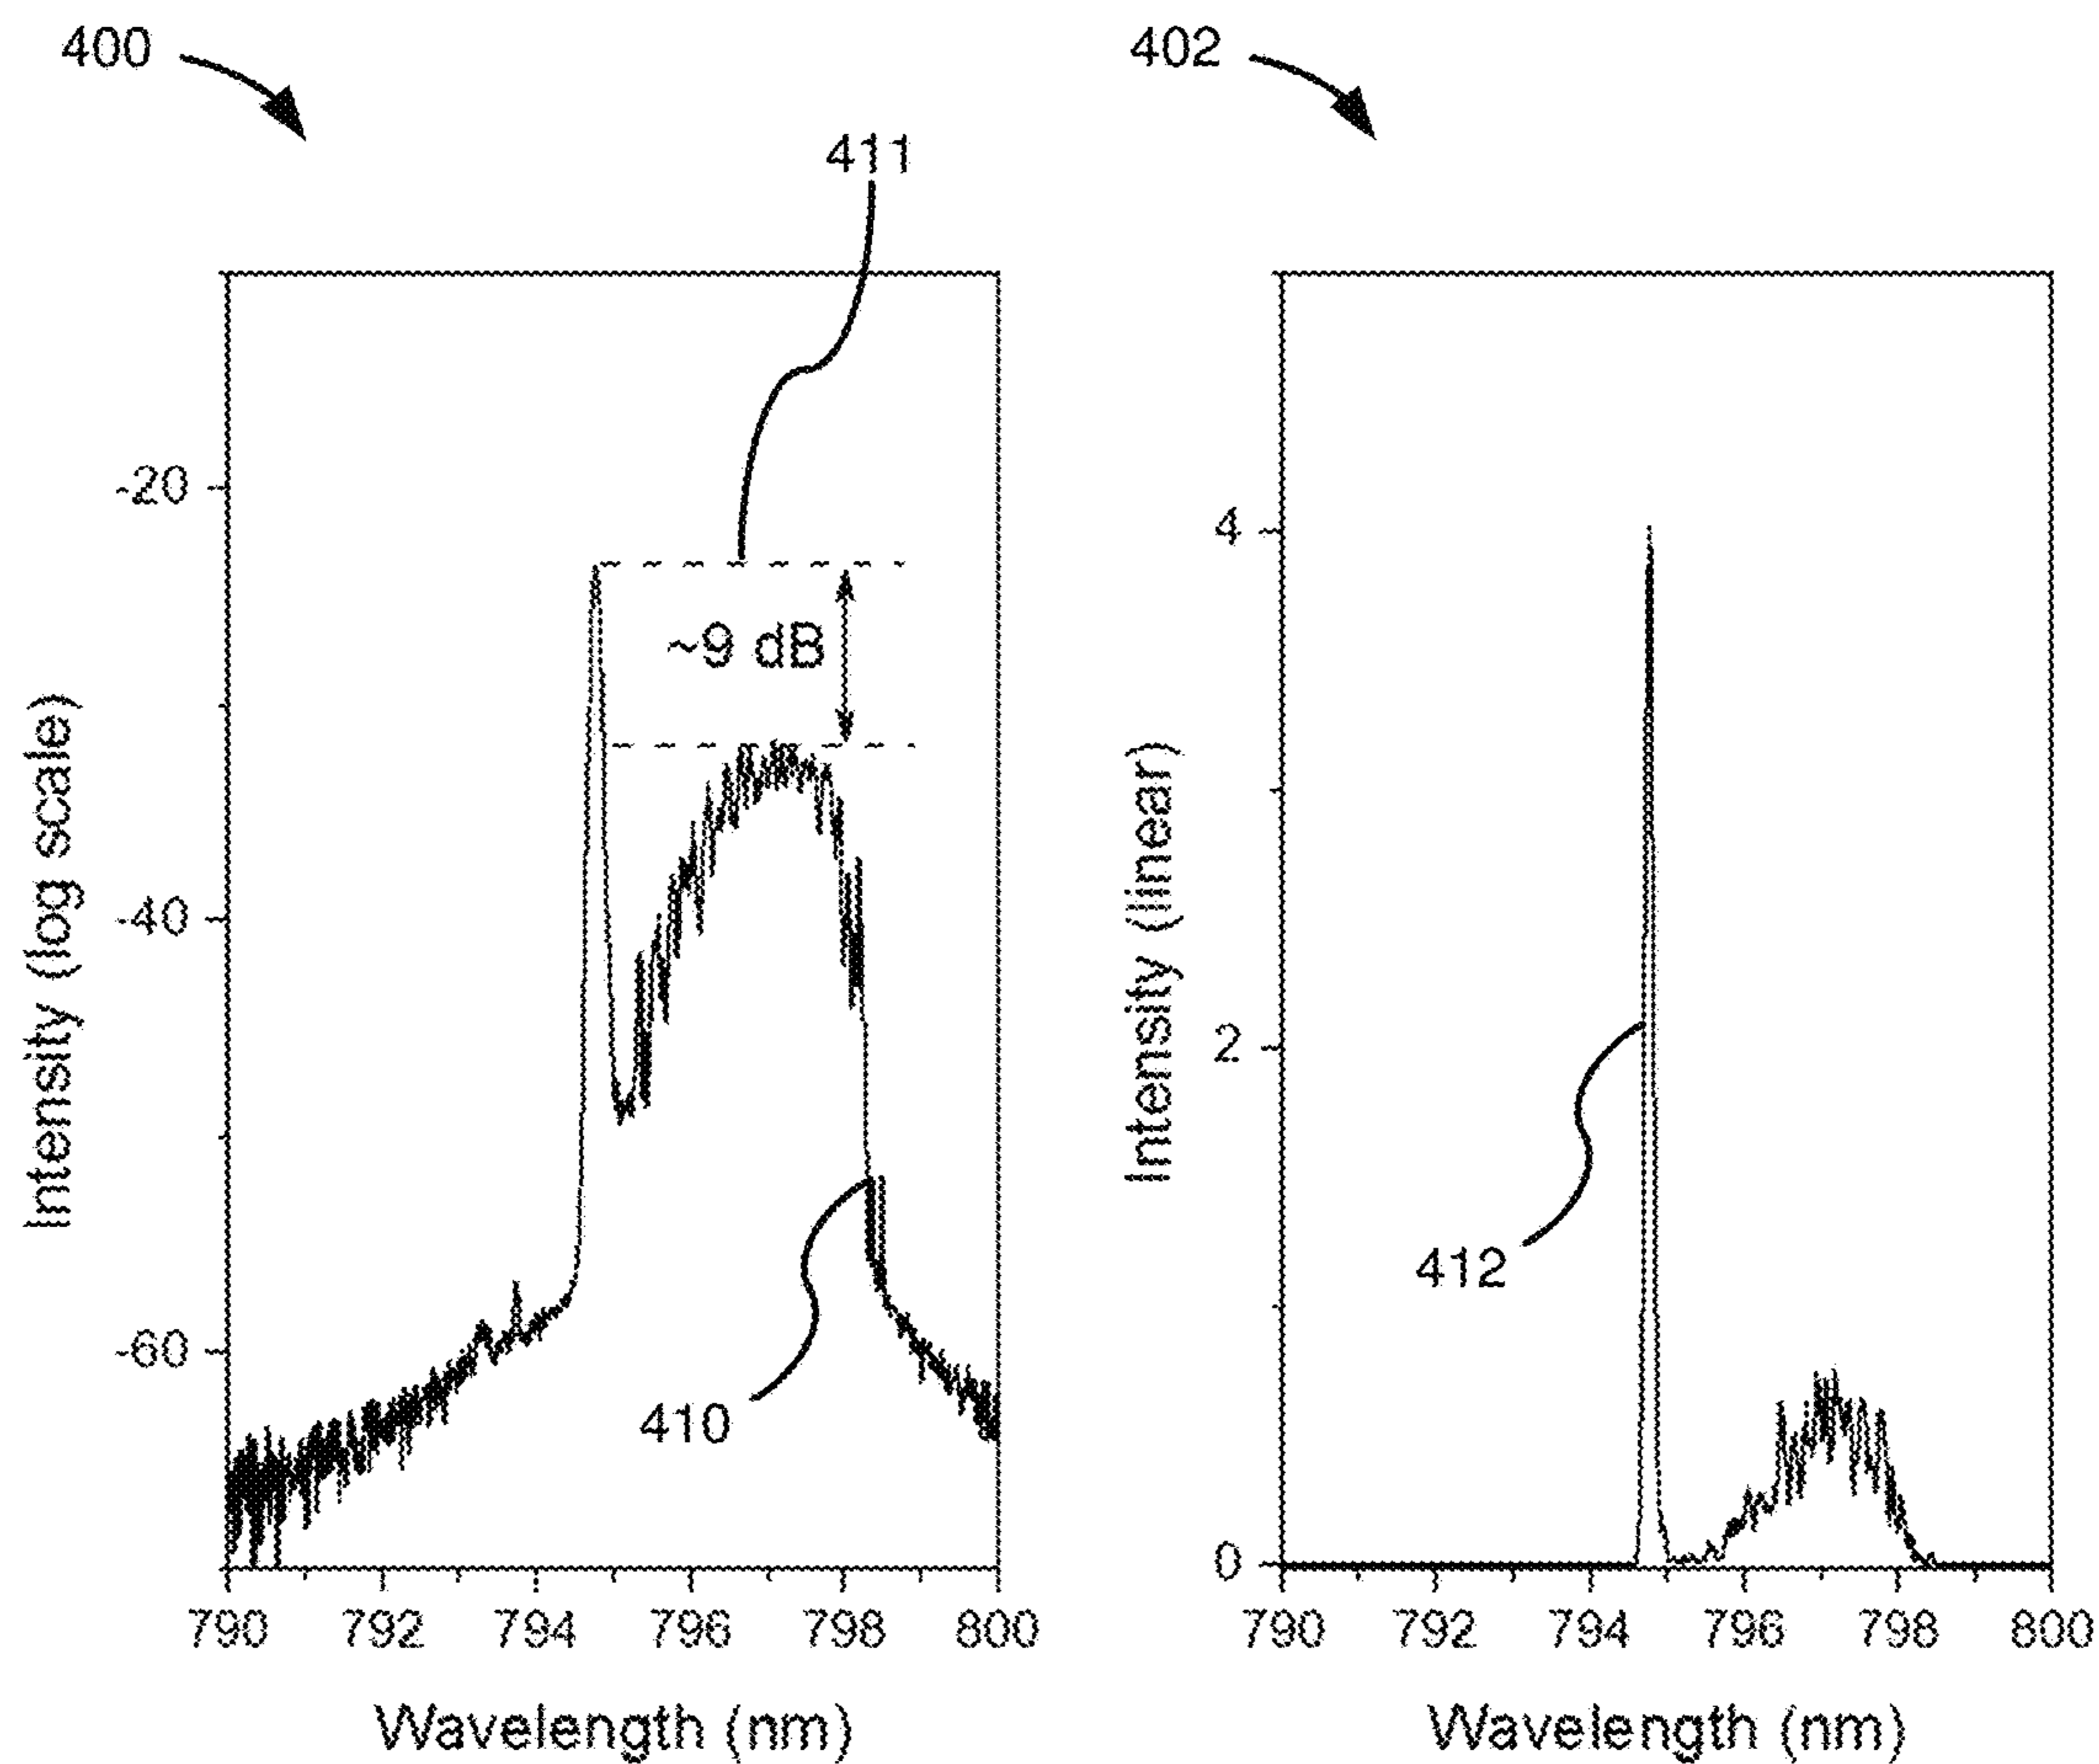 400
402
411
-20
-40
-60
~9 dB
410
Intensity (log scale)
790 792 794 796 798 800
Wavelength (nm)
4
2
0
412
Intensity (linear)
790 792 794 796 798 800
Wavelength (nm)